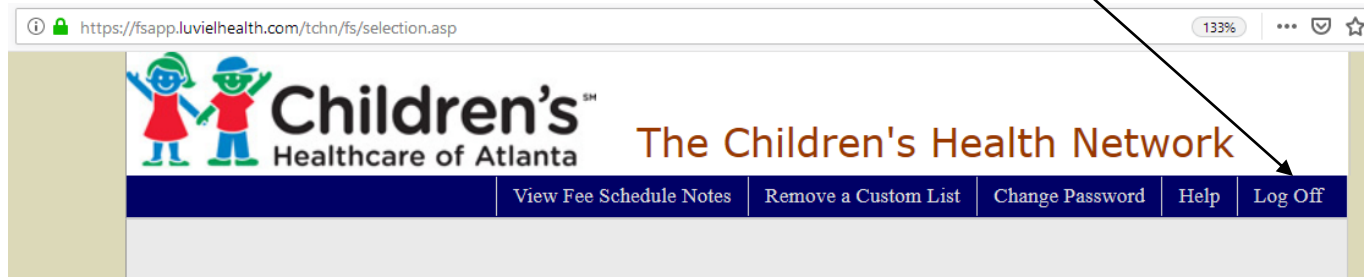 https://fsapp.luvielhealth.com/tchn/fs/selection.asp 133%
Children's℠
Healthcare of Atlanta
The Children's Health Network
View Fee Schedule Notes Remove a Custom List Change Password Help Log Off